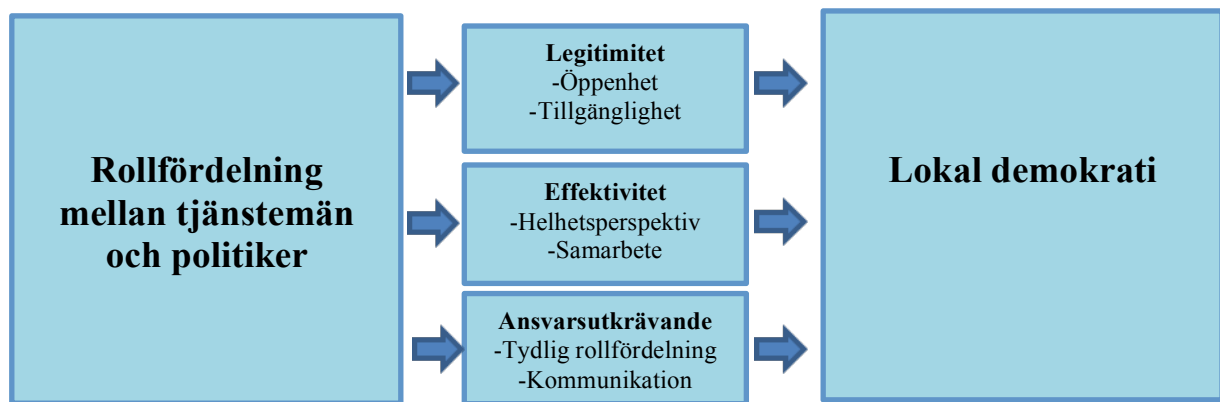 Rollfördelning
mellan tjänstemän
och politiker
Legitimitet
-Öppenhet
-Tillgänglighet
Effektivitet
-Helhetsperspektiv
-Samarbete
Ansvarsutkrävande
-Tydlig rollfördelning
-Kommunikation
Lokal demokrati